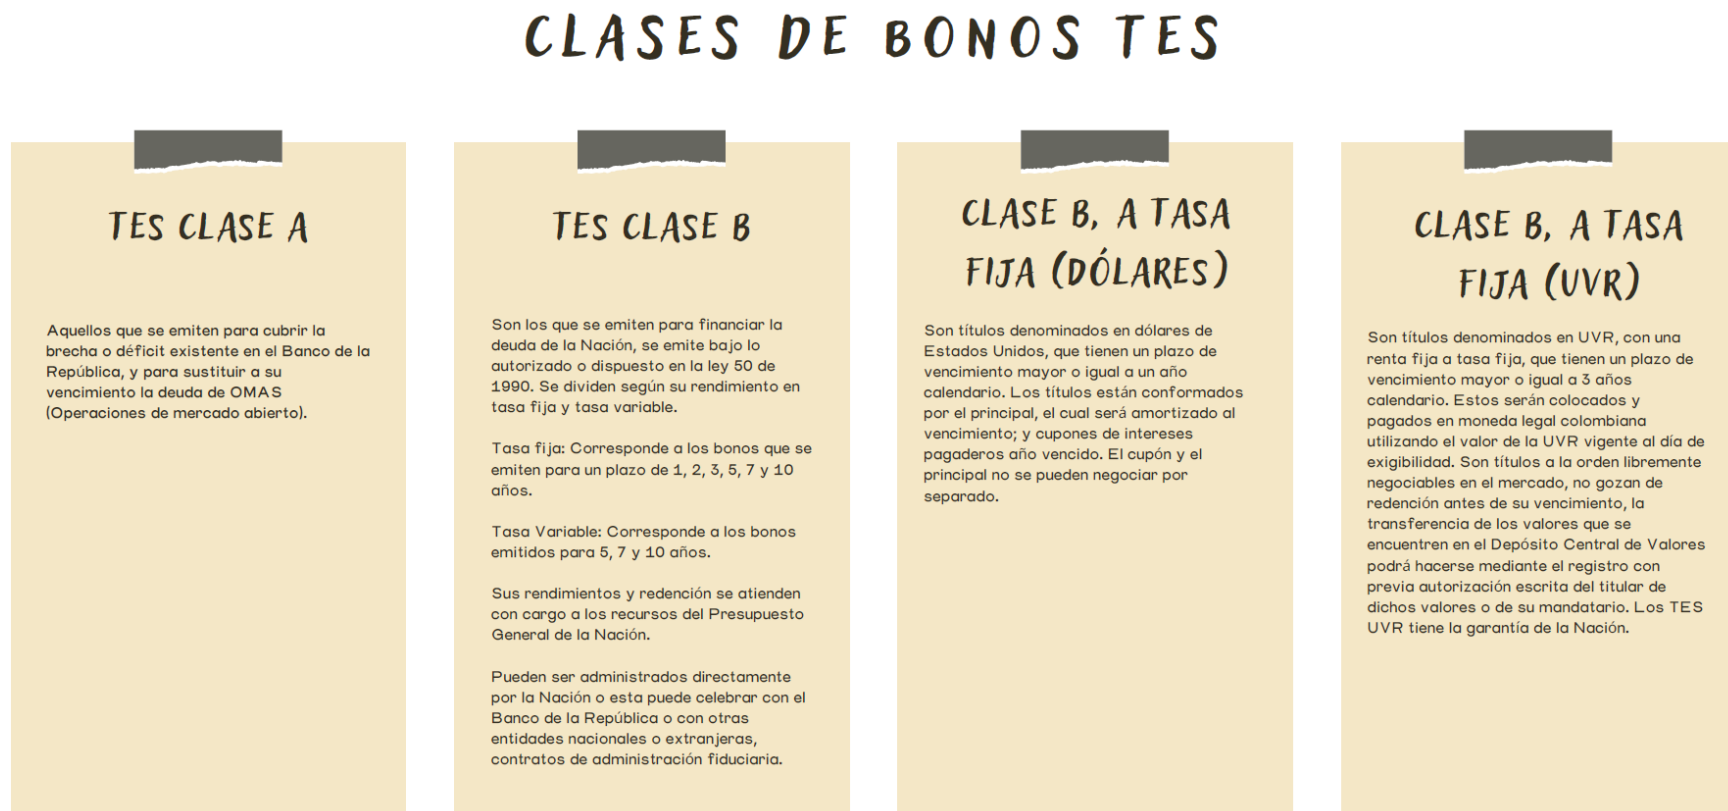 CLASES DE BONOS TES
TES CLASE A
Aquellos que se emiten para cubrir la
brecha o déficit existente en el Banco de la
República, y para sustituir a su
vencimiento la deuda de OMAS
(Operaciones de mercado abierto).
TES CLASE B
Son los que se emiten para financiar la
deuda de la Nación, se emite bajo lo
autorizado o dispuesto en la ley 50 de
1990. Se dividen según su rendimiento en
tasa fija y tasa variable.
Tasa fija: Corresponde a los bonos que se
emiten para un plazo de 1, 2, 3, 5, 7 y 10
años.
Tasa Variable: Corresponde a los bonos
emitidos para 5, 7 y 10 años.
Sus rendimientos y redención se atienden
con cargo a los recursos del Presupuesto
General de la Nación.
Pueden ser administrados directamente
por la Nación o esta puede celebrar con el
Banco de la República o con otras
entidades nacionales o extranjeras,
contratos de administración fiduciaria.
CLASE B, A TASA
FIJA (DÓLARES)
Son títulos denominados en dólares de
Estados Unidos, que tienen un plazo de
vencimiento mayor o igual a un año
calendario. Los títulos están conformados
por el principal, el cual será amortizado al
vencimiento; y cupones de intereses
pagaderos año vencido. El cupón y el
principal no se pueden negociar por
separado.
CLASE B, A TASA
FIJA (UVR)
Son títulos denominados en UVR, con una
renta fija a tasa fija, que tienen un plazo de
vencimiento mayor o igual a 3 años
calendario. Estos serán colocados y
pagados en moneda legal colombiana
utilizando el valor de la UVR vigente al día de
exigibilidad. Son títulos a la orden libremente
negociables en el mercado, no gozan de
redención antes de su vencimiento, la
transferencia de los valores que se
encuentren en el Depósito Central de Valores
podrá hacerse mediante el registro con
previa autorización escrita del titular de
dichos valores o de su mandatario. Los TES
UVR tiene la garantía de la Nación.